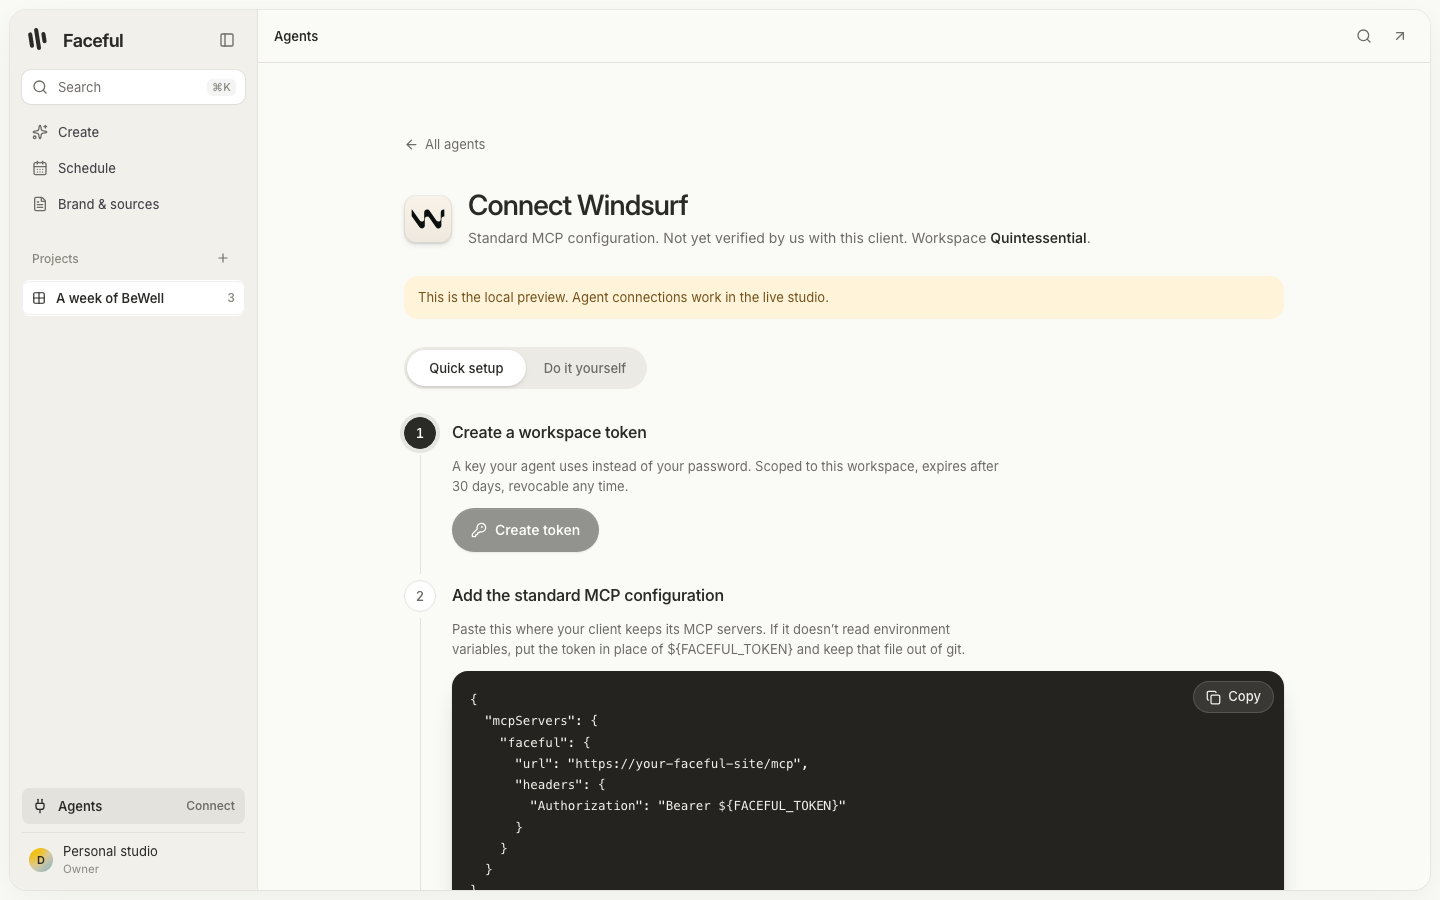 Faceful
Search
⌘K
Create
Schedule
Brand & sources
Projects
A week of BeWell
3
Agents
Connect
D
Personal studio
Owner
Agents
All agents
Connect Windsurf
Standard MCP configuration. Not yet verified by us with this client. Workspace Quintessential.
This is the local preview. Agent connections work in the live studio.
Quick setup
Do it yourself
1
Create a workspace token
A key your agent uses instead of your password. Scoped to this workspace, expires after
30 days, revocable any time.
Create token
2
Add the standard MCP configuration
Paste this where your client keeps its MCP servers. If it doesn’t read environment
variables, put the token in place of ${FACEFUL_TOKEN} and keep that file out of git.
Copy
{
"mcpServers": {
"faceful": {
"url": "https://your-faceful-site/mcp",
"headers": {
"Authorization": "Bearer ${FACEFUL_TOKEN}"
}
}
}
}